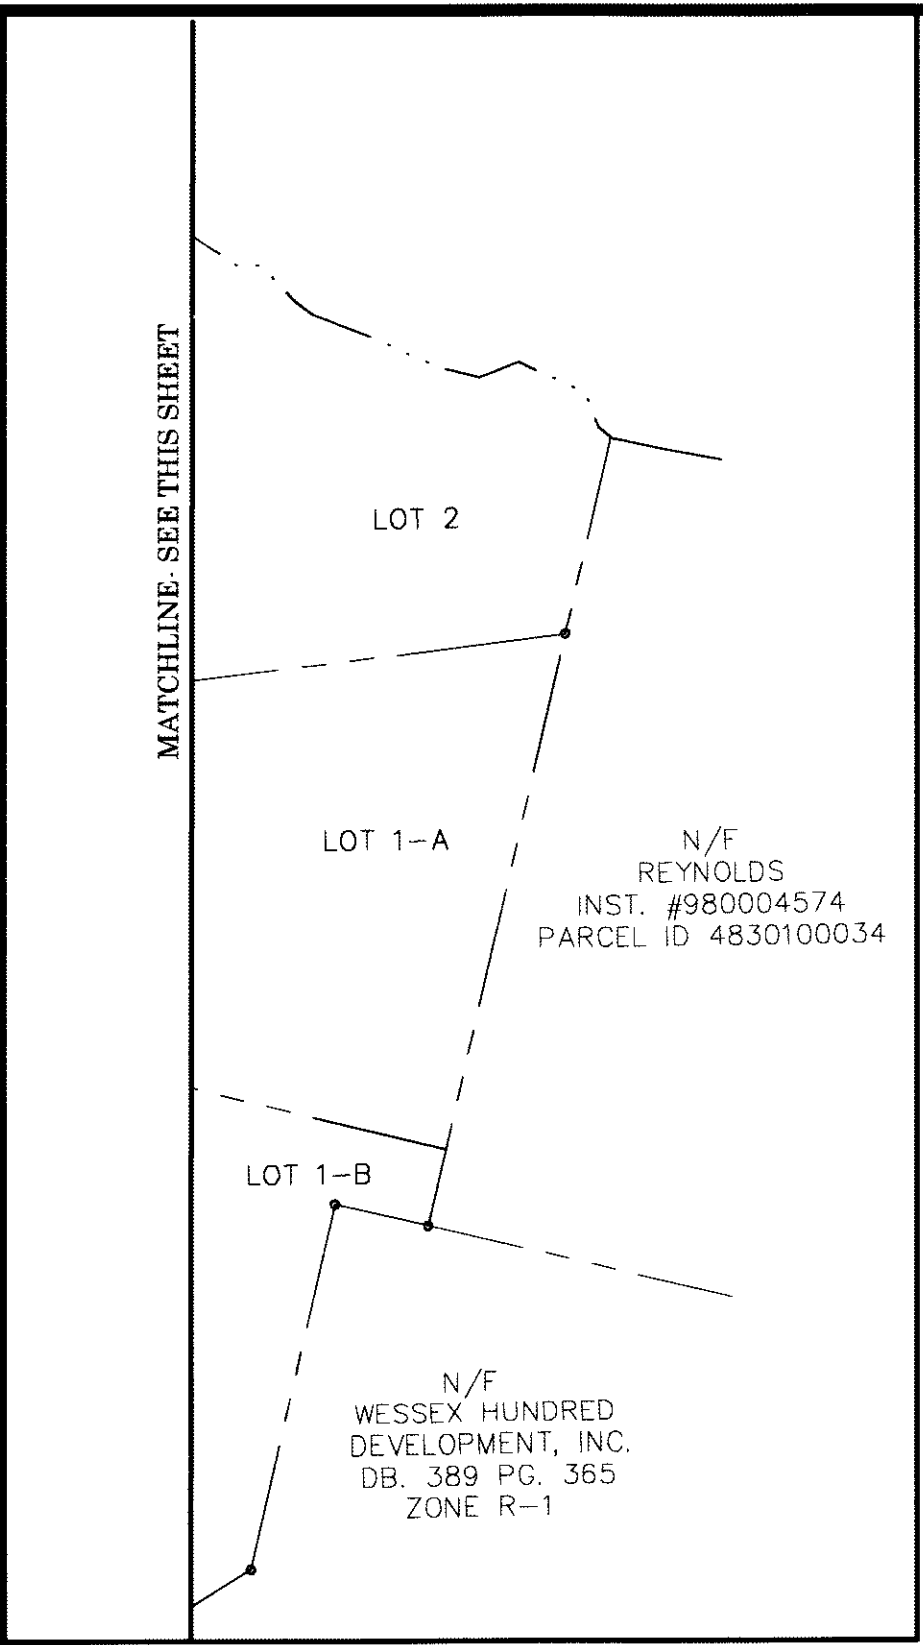 MATCHLINE- SEE THIS SHEET
LOT 2
LOT 1-A
N/F
REYNOLDS
INST. #980004574
PARCEL ID 4830100034
LOT 1-B
N/F
WESSEX HUNDRED
DEVELOPMENT, INC.
DB. 389 PG. 365
ZONE R-1